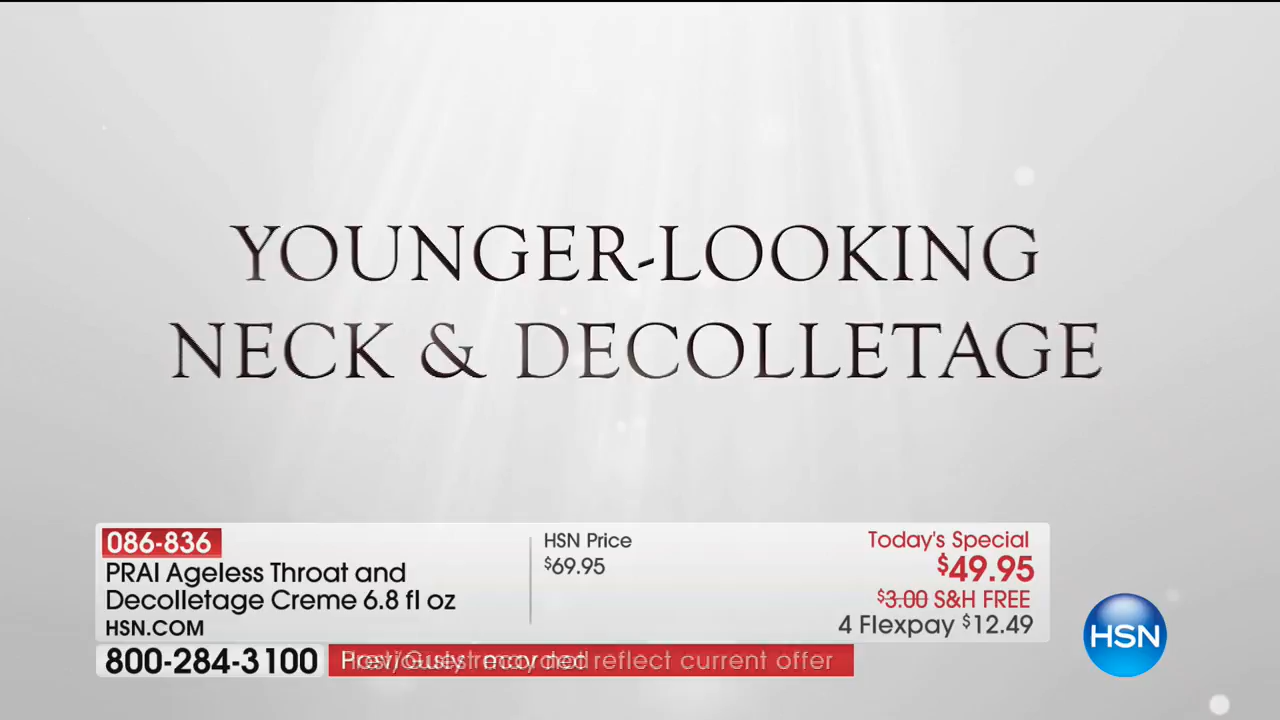 YOUNGER-LOOKING
NECK & DECOLLETAGE
086-836
PRAI Ageless Throat and
Decolletage Creme 6.8 fl oz
HSN.COM
HSN Price
$69.95
Today's Special
$49.95
$3.00 S&H FREE
4 Flexpay $12.49
800-284-3100
reflect current offer
HSN